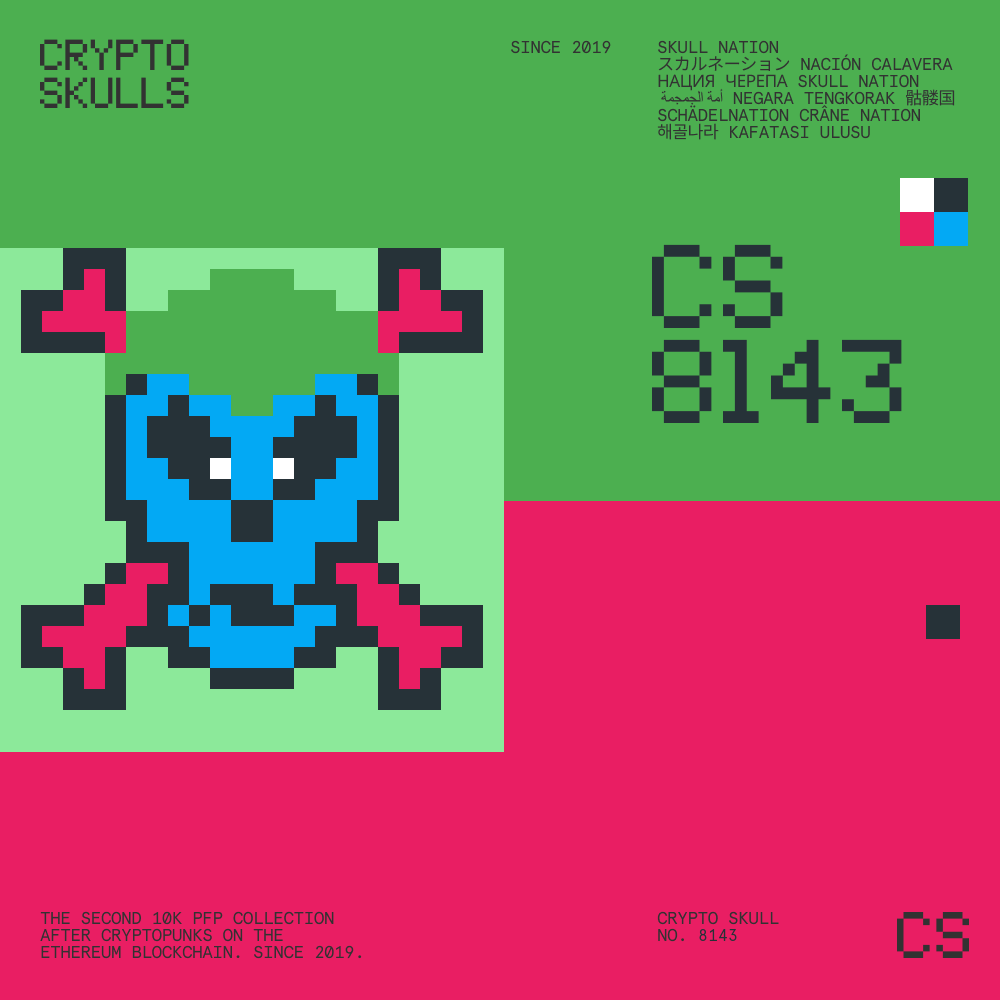 CRYPTO
SKULLS
SINCE 2019
SKULL NATION
スカルネーション NACIÓN CALAVERA
НАЦИЯ ЧЕРЕПА SKULL NATION
أمة الجمجمة NEGARA TENGKORAK 骷髅国
SCHÄDELNATION CRÂNE NATION
해골나라 KAFATASI ULUSU
CS
8143
THE SECOND 10K PFP COLLECTION
AFTER CRYPTOPUNKS ON THE
ETHEREUM BLOCKCHAIN. SINCE 2019.
CRYPTO SKULL
NO. 8143
CS